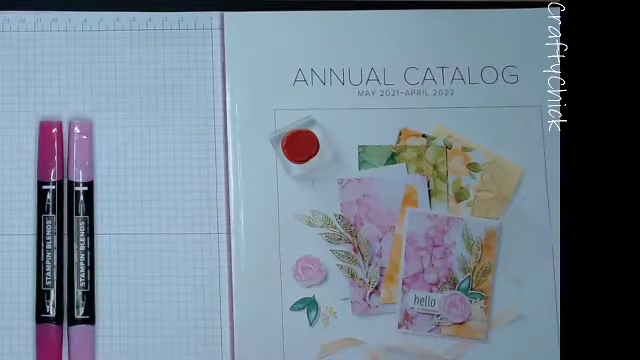 ANNUAL CATALOG
MAY 2021–APRIL 2022
hello
STAMPIN' BLENDS
STAMPIN' BLENDS
craftychick